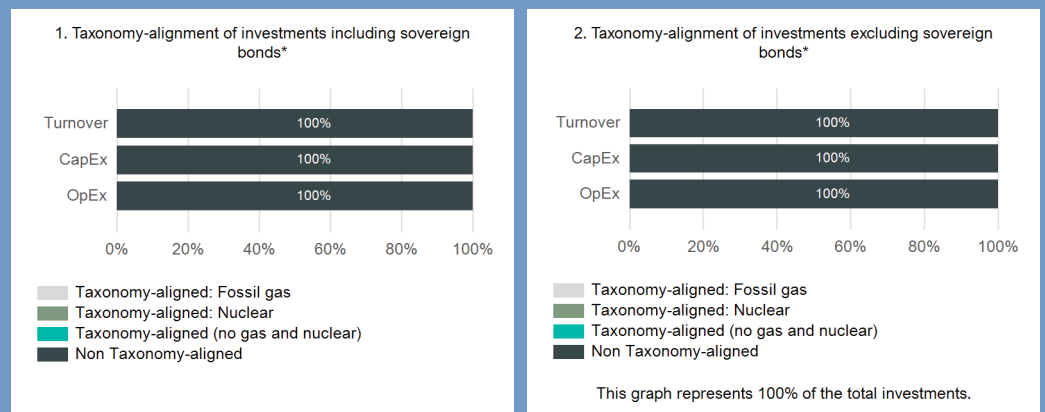 1. Taxonomy-alignment of investments including sovereign
bonds*
Turnover
100%
CapEx
100%
OpEx
100%
0% 20% 40% 60% 80% 100%
Taxonomy-aligned: Fossil gas
Taxonomy-aligned: Nuclear
Taxonomy-aligned (no gas and nuclear)
Non Taxonomy-aligned
2. Taxonomy-alignment of investments excluding sovereign
bonds*
Turnover
100%
CapEx
100%
OpEx
100%
0% 20% 40% 60% 80% 100%
Taxonomy-aligned: Fossil gas
Taxonomy-aligned: Nuclear
Taxonomy-aligned (no gas and nuclear)
Non Taxonomy-aligned
This graph represents 100% of the total investments.